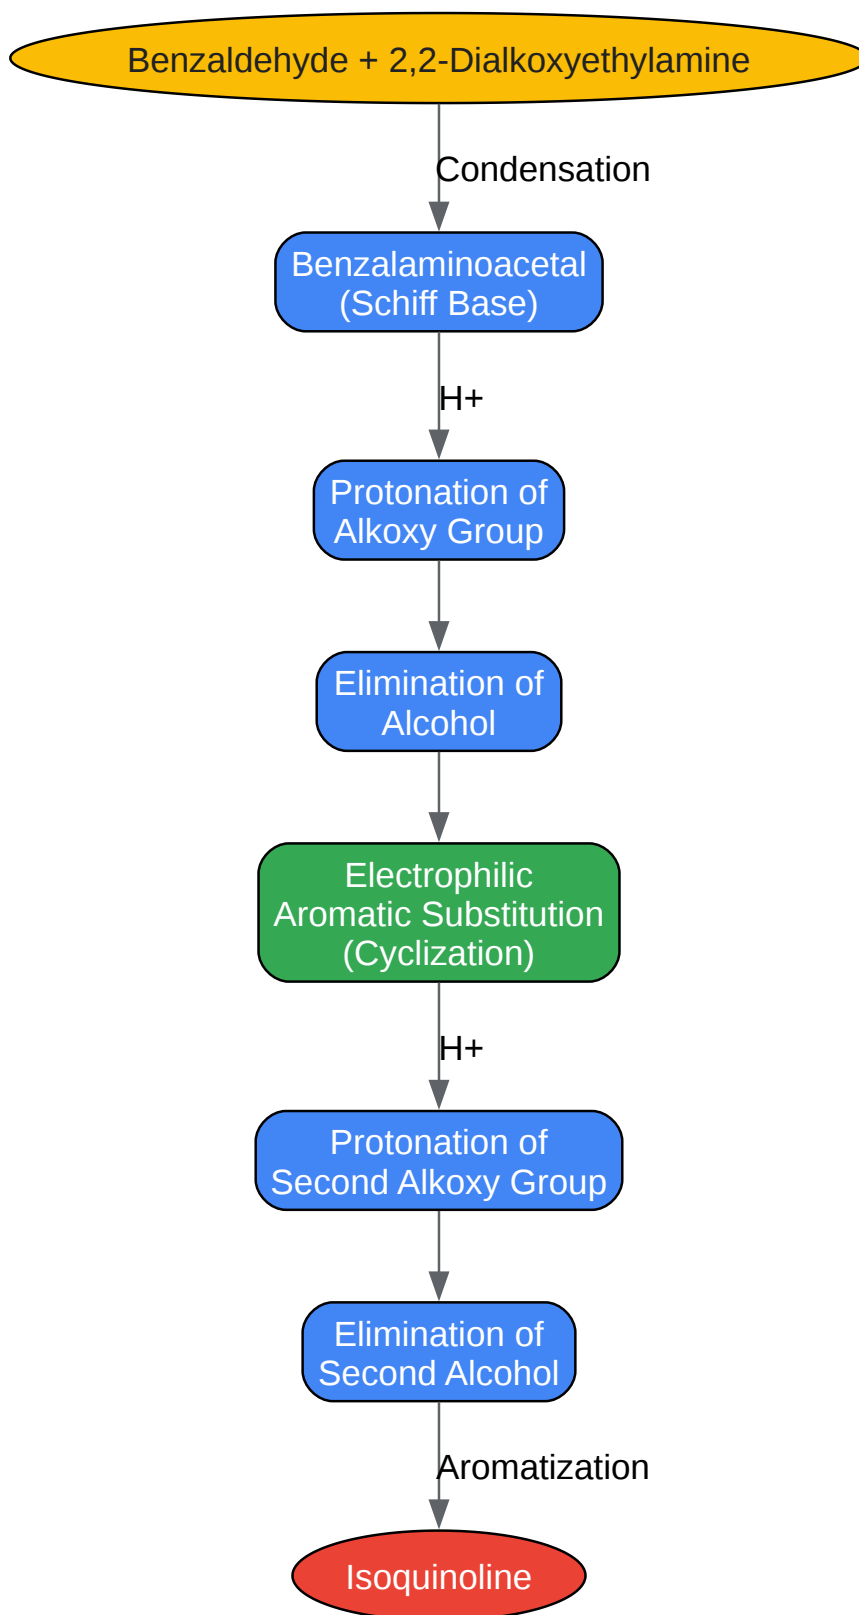 Benzaldehyde + 2,2-Dialkoxyethylamine
Condensation
Benzalaminoacetal
(Schiff Base)
H+
Protonation of
Alkoxy Group
Elimination of
Alcohol
Electrophilic
Aromatic Substitution
(Cyclization)
H+
Protonation of
Second Alkoxy Group
Elimination of
Second Alcohol
Aromatization
Isoquinoline